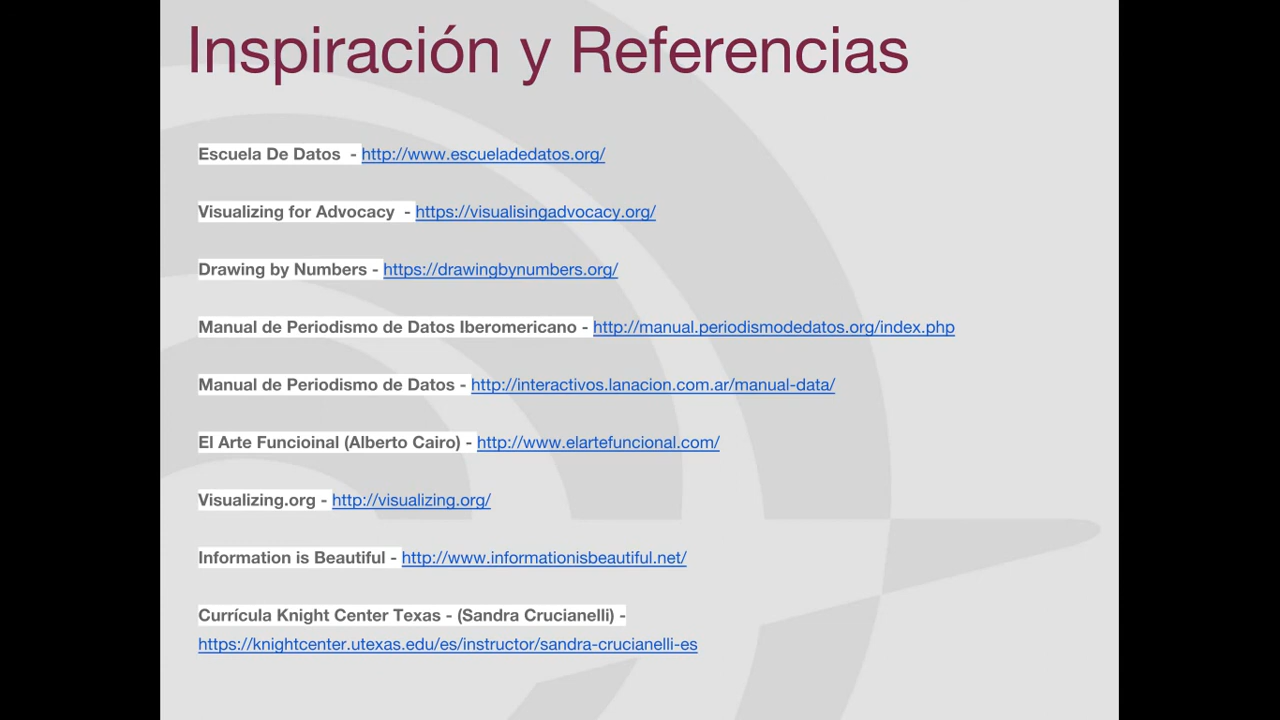 Inspiración y Referencias
Escuela De Datos - http://www.escueladedatos.org/
Visualizing for Advocacy - https://visualisingadvocacy.org/
Drawing by Numbers - https://drawingbynumbers.org/
Manual de Periodismo de Datos Iberomericano - http://manual.periodismodedatos.org/index.php
Manual de Periodismo de Datos - http://interactivos.lanacion.com.ar/manual-data/
El Arte Funcioinal (Alberto Cairo) - http://www.elartefuncional.com/
Visualizing.org - http://visualizing.org/
Information is Beautiful - http://www.informationisbeautiful.net/
Currícula Knight Center Texas - (Sandra Crucianelli) -
https://knightcenter.utexas.edu/es/instructor/sandra-crucianelli-es